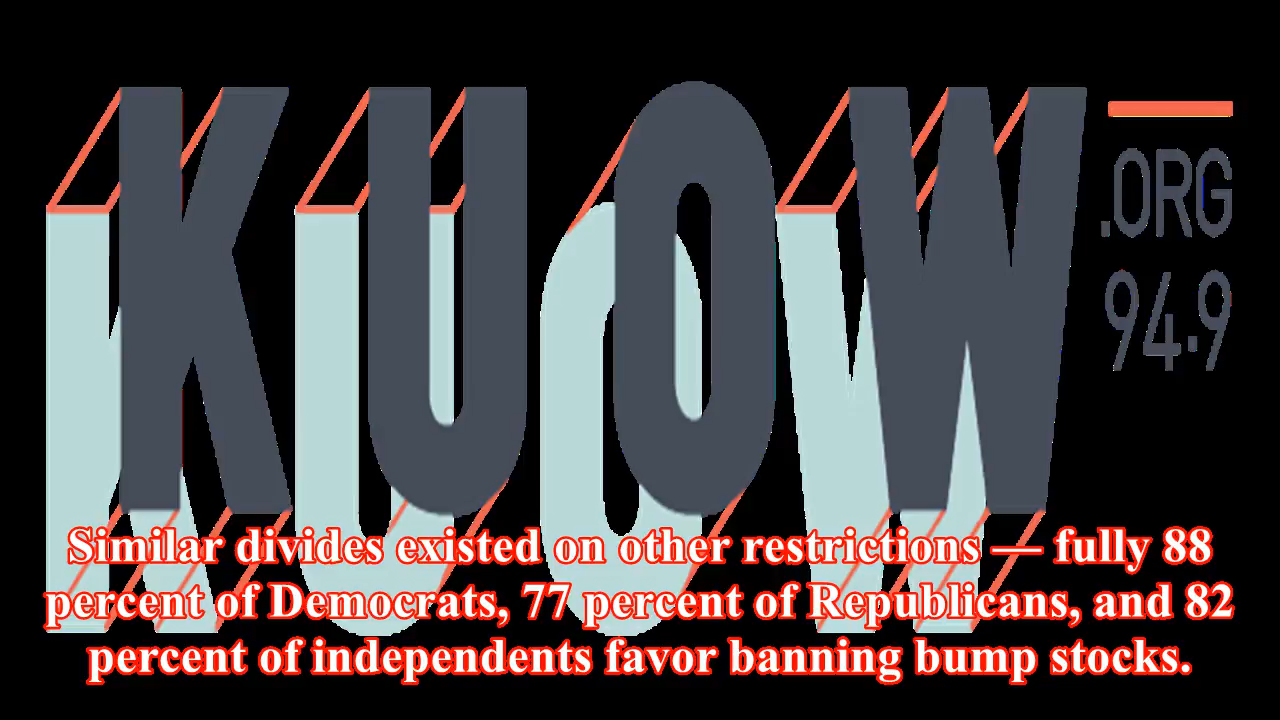 KUOW
.ORG
94.9
Similar divides existed on other restrictions — fully 88
percent of Democrats, 77 percent of Republicans, and 82
percent of independents favor banning bump stocks.